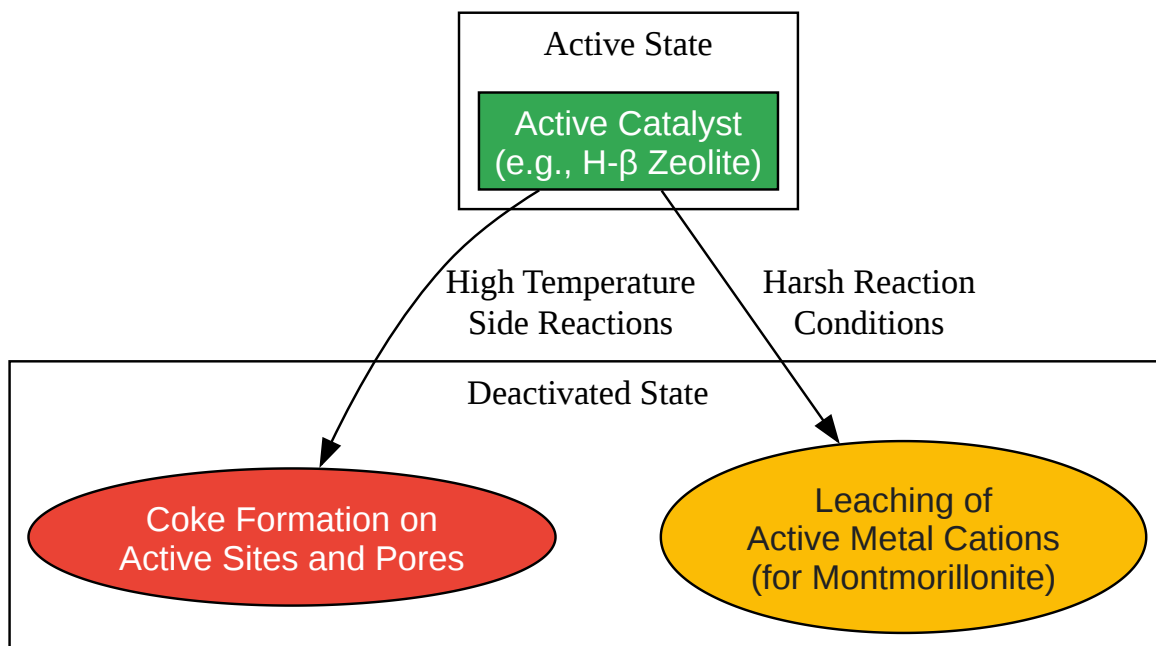 Active State
Active Catalyst
(e.g., H-β Zeolite)
High Temperature
Side Reactions
Harsh Reaction
Conditions
Deactivated State
Coke Formation on
Active Sites and Pores
Leaching of
Active Metal Cations
(for Montmorillonite)